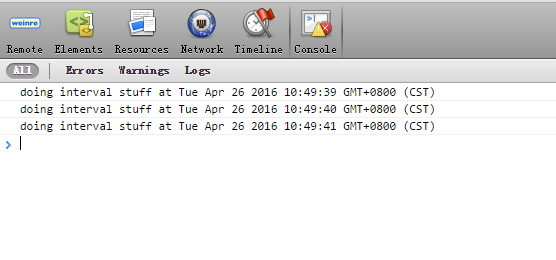 weinre
Remote Elements Resources Network Timeline Console
All Errors Warnings Logs
doing interval stuff at Tue Apr 26 2016 10:49:39 GMT+0800 (CST)
doing interval stuff at Tue Apr 26 2016 10:49:40 GMT+0800 (CST)
doing interval stuff at Tue Apr 26 2016 10:49:41 GMT+0800 (CST)